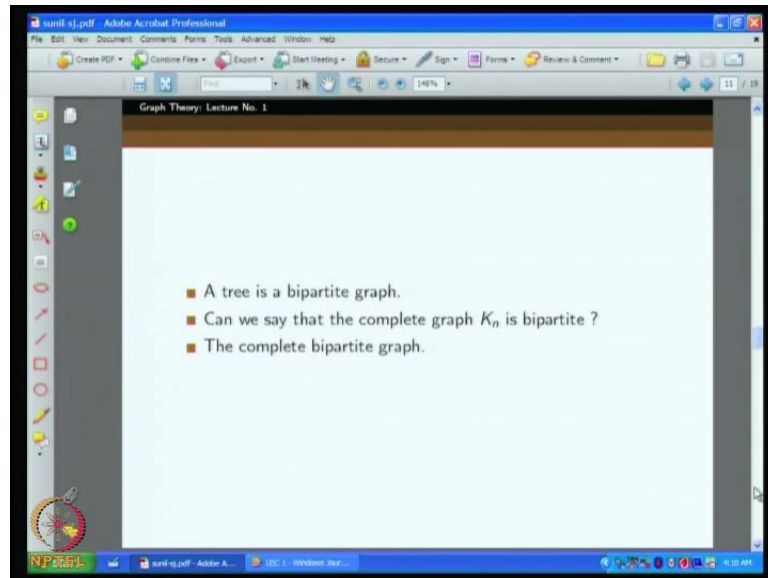 sunil-sj.pdf - Adobe Acrobat Professional
File Edit View Document Comments Forms Tools Advanced Window Help
Create PDF Combine Files Export Start Meeting Secure Sign Forms Review & Comment
Find 146% 11 / 19
Graph Theory: Lecture No. 1
A tree is a bipartite graph.
Can we say that the complete graph Kn is bipartite ?
The complete bipartite graph.
NPTEL sunil-sj.pdf - Adobe A... LEC 1 - Windows Jour... 4:10 AM